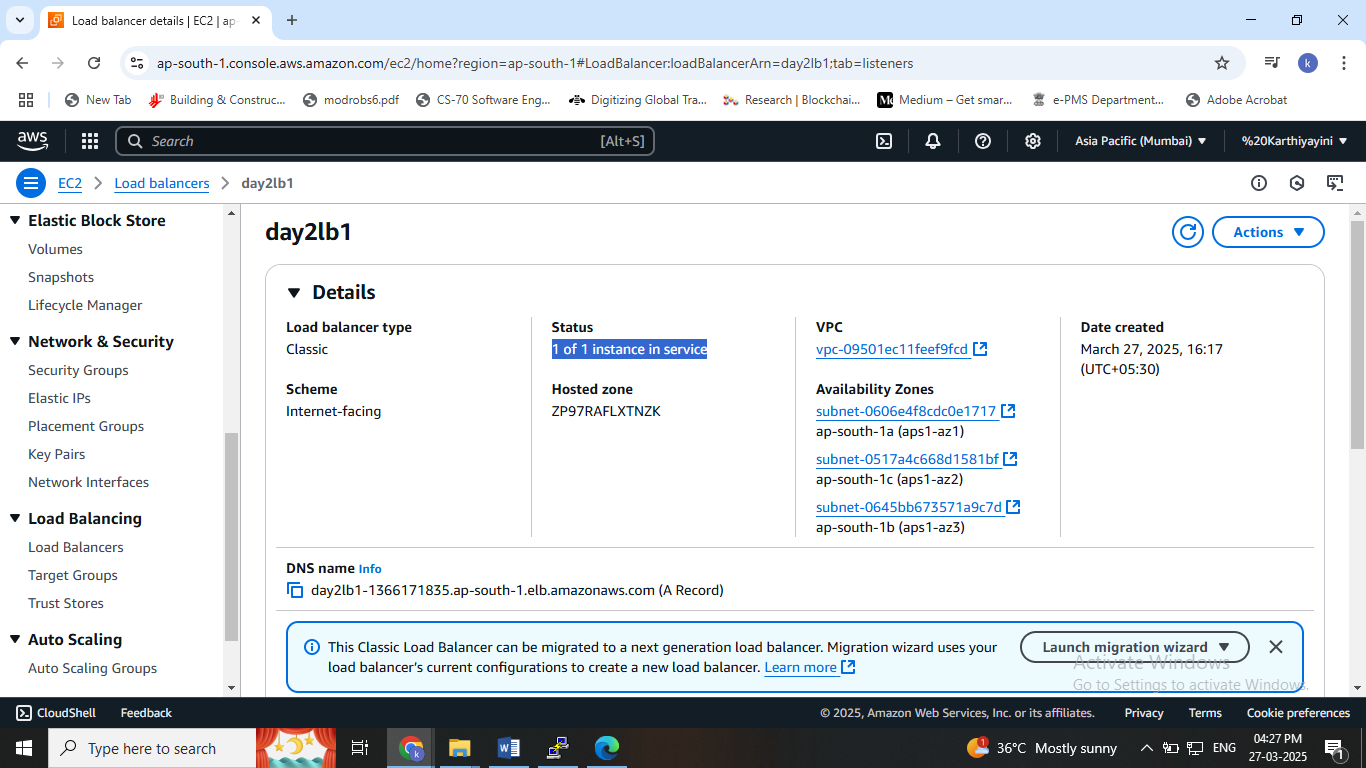 Load balancer details | EC2 | ap-
ap-south-1.console.aws.amazon.com/ec2/home?region=ap-south-1#LoadBalancer:loadBalancerArn=day2lb1;tab=listeners
k
New Tab
Building & Construc...
modrobs6.pdf
CS-70 Software Eng...
Digitizing Global Tra...
Research | Blockchai...
Medium – Get smar...
e-PMS Department...
Adobe Acrobat
aws
Search
[Alt+S]
Asia Pacific (Mumbai)
%20Karthiyayini
EC2
Load balancers
day2lb1
Elastic Block Store
Volumes
Snapshots
Lifecycle Manager
Network & Security
Security Groups
Elastic IPs
Placement Groups
Key Pairs
Network Interfaces
Load Balancing
Load Balancers
Target Groups
Trust Stores
Auto Scaling
Auto Scaling Groups
day2lb1
Actions
Details
Load balancer type
Classic
Scheme
Internet-facing
Status
1 of 1 instance in service
Hosted zone
ZP97RAFLXTNZK
VPC
vpc-09501ec11feef9fcd
Availability Zones
subnet-0606e4f8cdc0e1717
ap-south-1a (aps1-az1)
subnet-0517a4c668d1581bf
ap-south-1c (aps1-az2)
subnet-0645bb673571a9c7d
ap-south-1b (aps1-az3)
Date created
March 27, 2025, 16:17
(UTC+05:30)
DNS name Info
day2lb1-1366171835.ap-south-1.elb.amazonaws.com (A Record)
This Classic Load Balancer can be migrated to a next generation load balancer. Migration wizard uses your
load balancer's current configurations to create a new load balancer. Learn more
Launch migration wizard
Activate Windows
Go to Settings to activate Windows.
CloudShell
Feedback
© 2025, Amazon Web Services, Inc. or its affiliates.
Privacy
Terms
Cookie preferences
Type here to search
36°C Mostly sunny
ENG
04:27 PM
27-03-2025